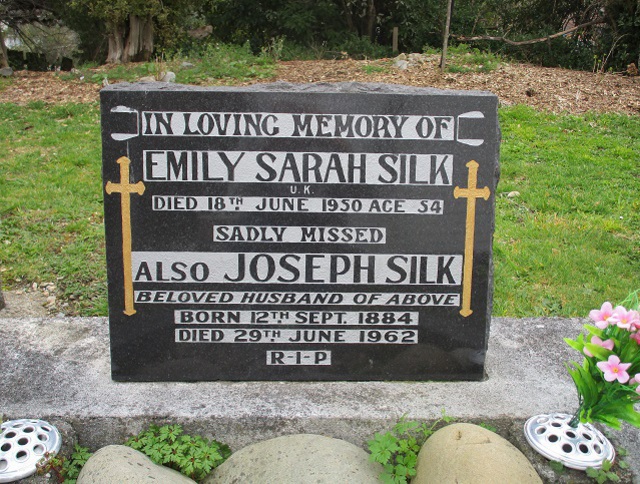 IN LOVING MEMORY OF
EMILY SARAH SILK
U.K.
DIED 18TH JUNE 1950 AGE 54
SADLY MISSED
ALSO JOSEPH SILK
BELOVED HUSBAND OF ABOVE
BORN 12TH SEPT. 1884
DIED 29TH JUNE 1962
R-I-P